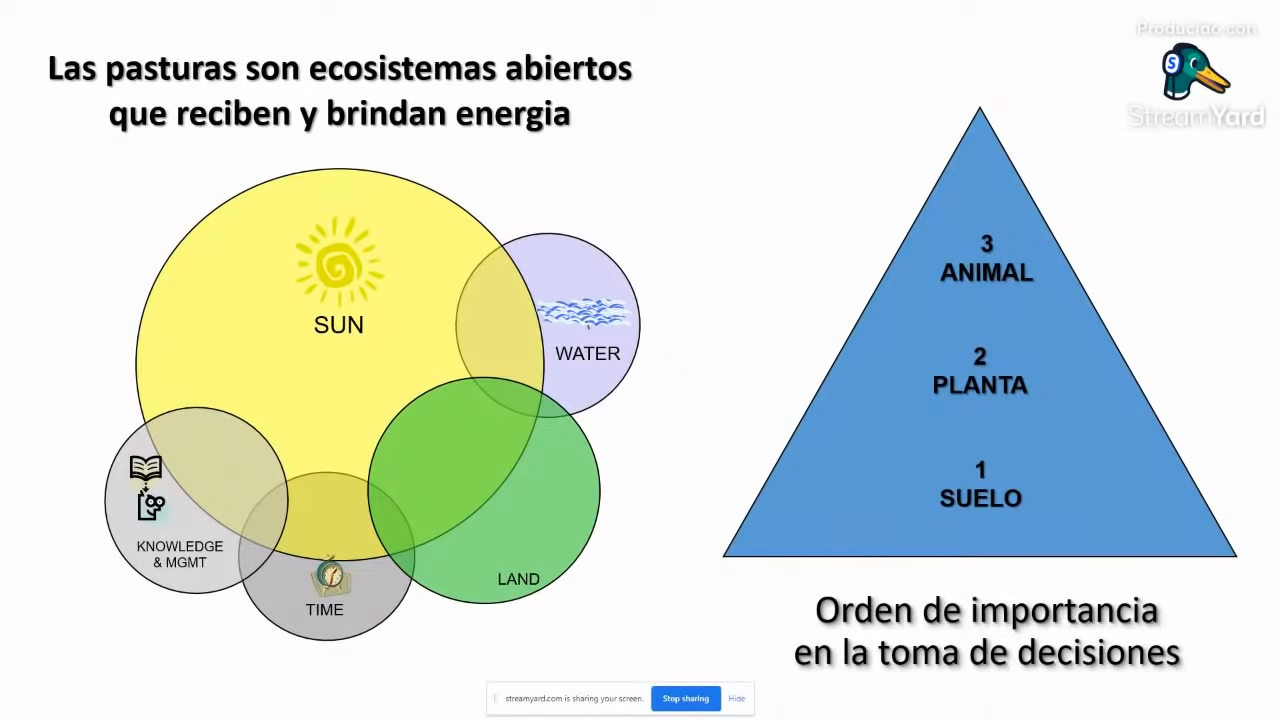 Las pasturas son ecosistemas abiertos
que reciben y brindan energia
SUN
WATER
KNOWLEDGE
& MGMT
TIME
LAND
Producido con
S
StreamYard
3
ANIMAL
2
PLANTA
1
SUELO
Orden de importancia
en la toma de decisiones
streamyard.com is sharing your screen.
Stop sharing
Hide